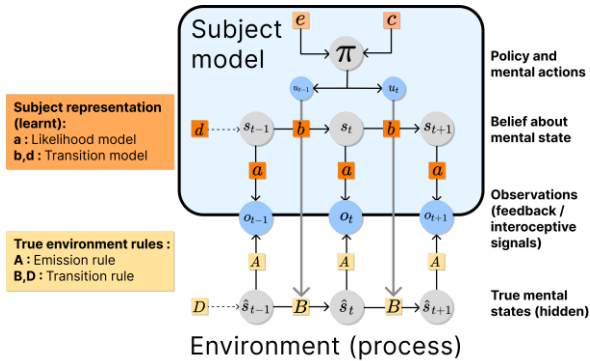 e
c
Subject
model
π
Policy and
mental actions
u_{t-1}
u_t
Subject representation
(learnt):
a : Likelihood model
b,d : Transition model
d
s_{t-1}
b
s_t
b
s_{t+1}
Belief about
mental state
a
a
a
o_{t-1}
o_t
o_{t+1}
Observations
(feedback /
interoceptive
signals)
True environment rules :
A : Emission rule
B,D : Transition rule
A
A
A
D
ŝ_{t-1}
B
ŝ_t
B
ŝ_{t+1}
True mental
states (hidden)
Environment (process)